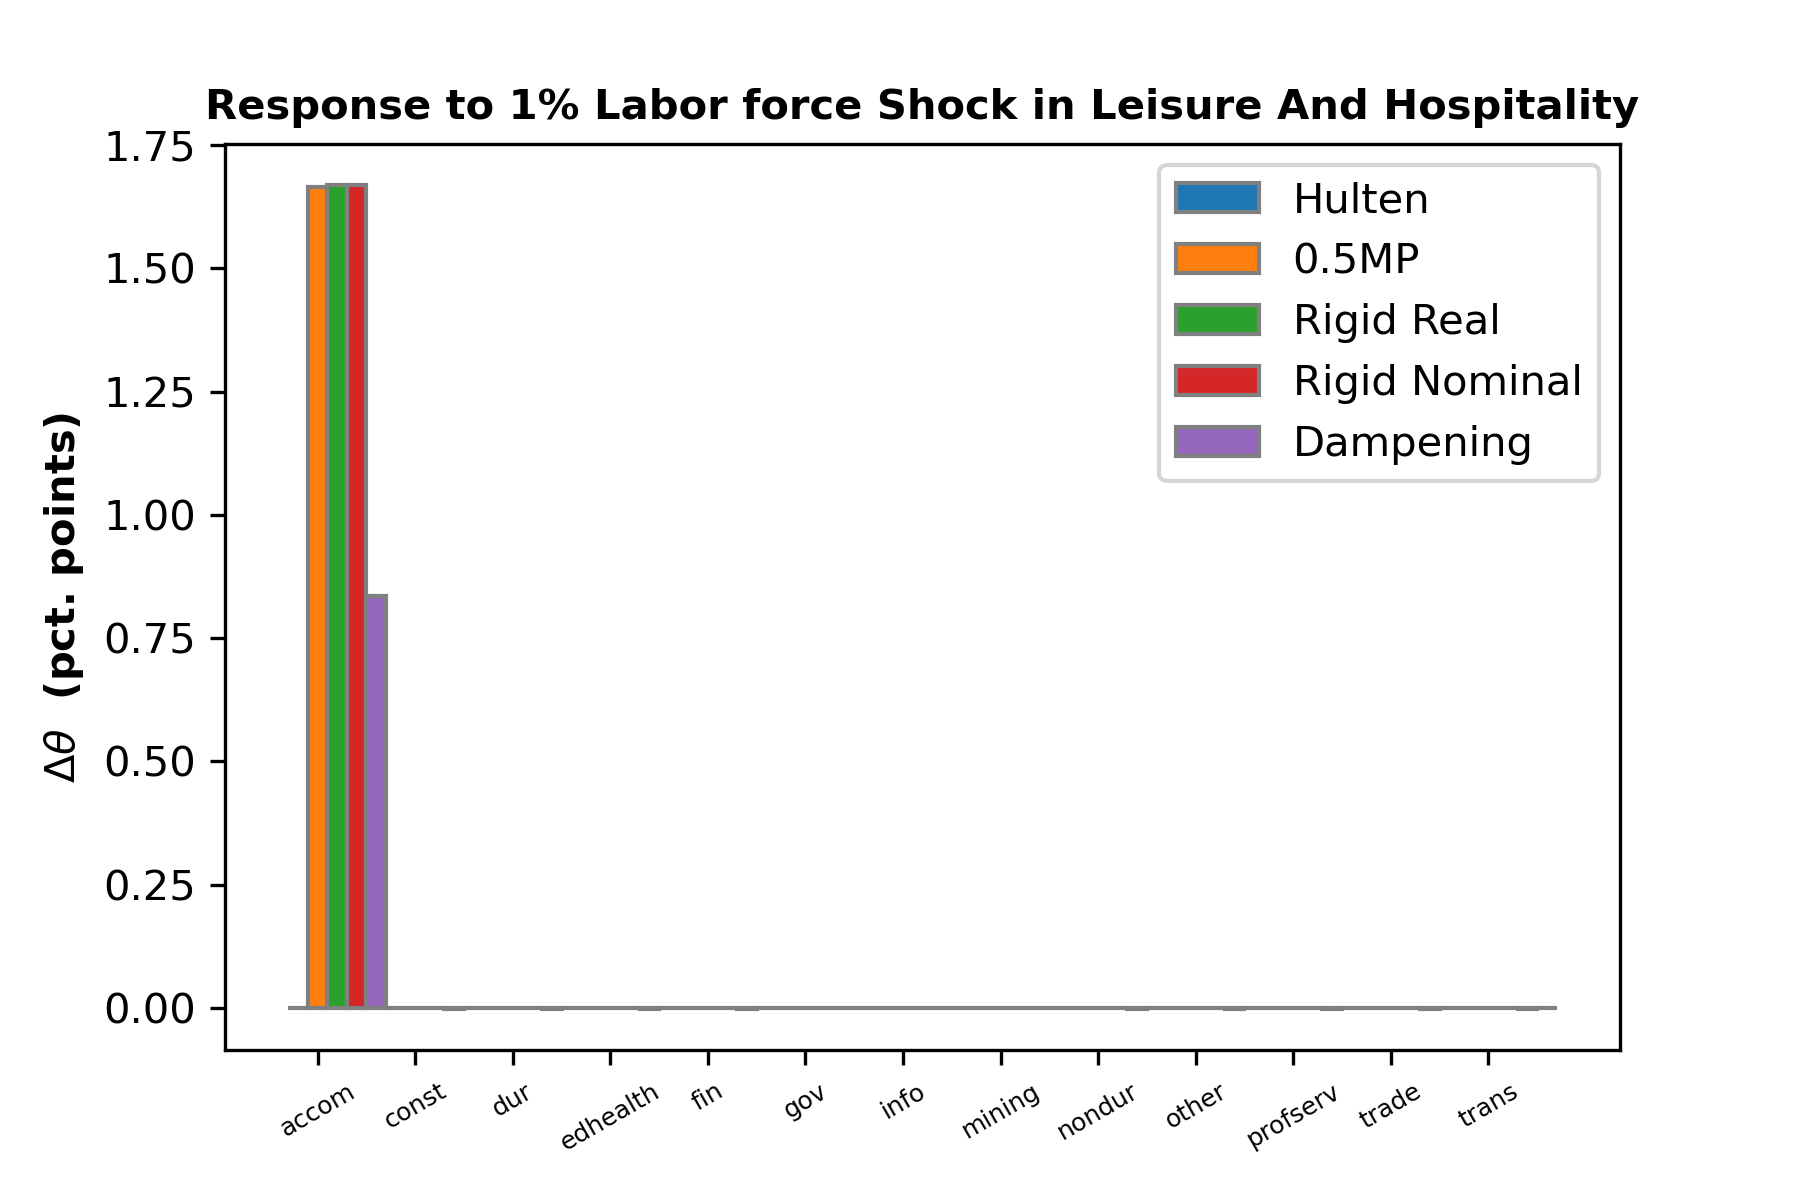 Response to 1% Labor force Shock in Leisure And Hospitality
Δθ (pct. points)
1.75
1.50
1.25
1.00
0.75
0.50
0.25
0.00
Hulten
0.5MP
Rigid Real
Rigid Nominal
Dampening
accom const dur edhealth fin gov info mining nondur other profserv trade trans